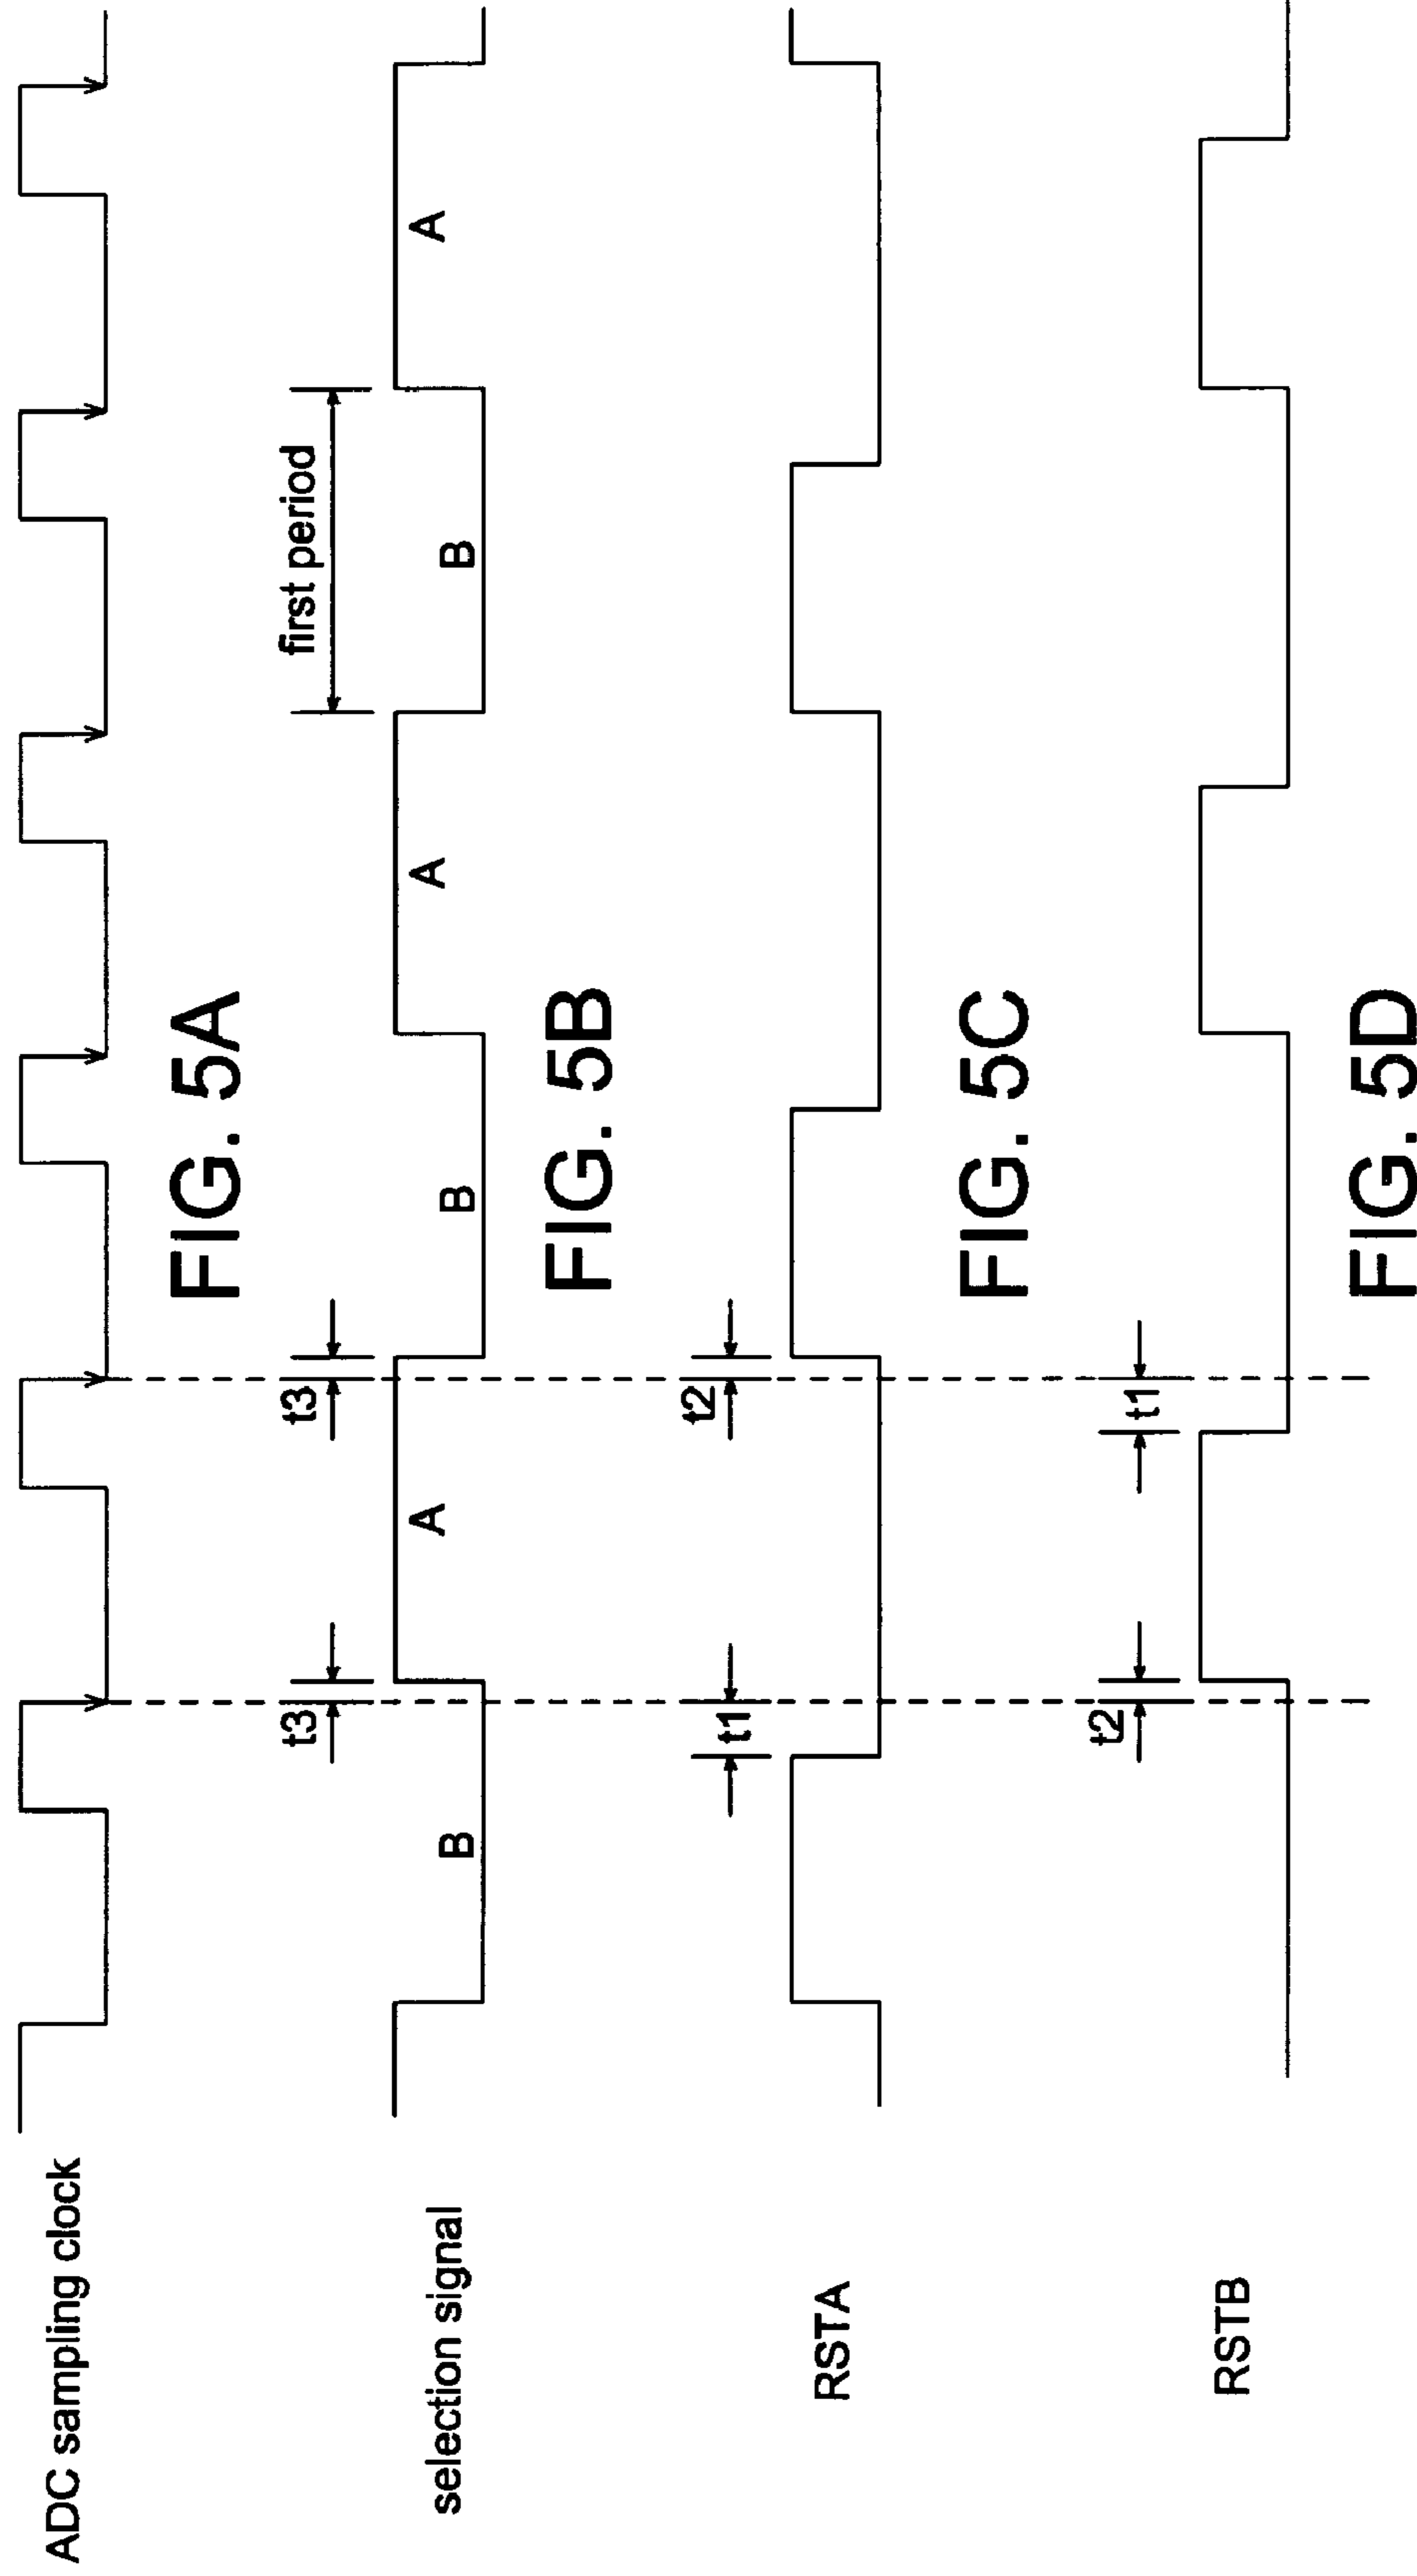 ADC sampling clock
FIG. 5A
selection signal
B
t3
A
t3
B
A
first period
B
A
FIG. 5B
RSTA
t1
t2
FIG. 5C
RSTB
t2
t1
FIG. 5D